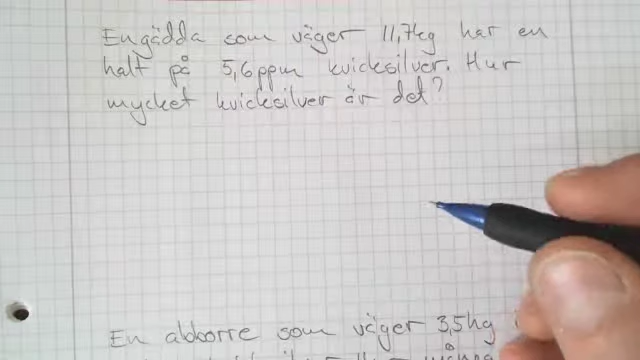 En gädda som väger 11,7kg har en
halt på 5,6ppm kvicksilver. Hur
mycket kvicksilver är det?
En abborre som väger 3,5kg